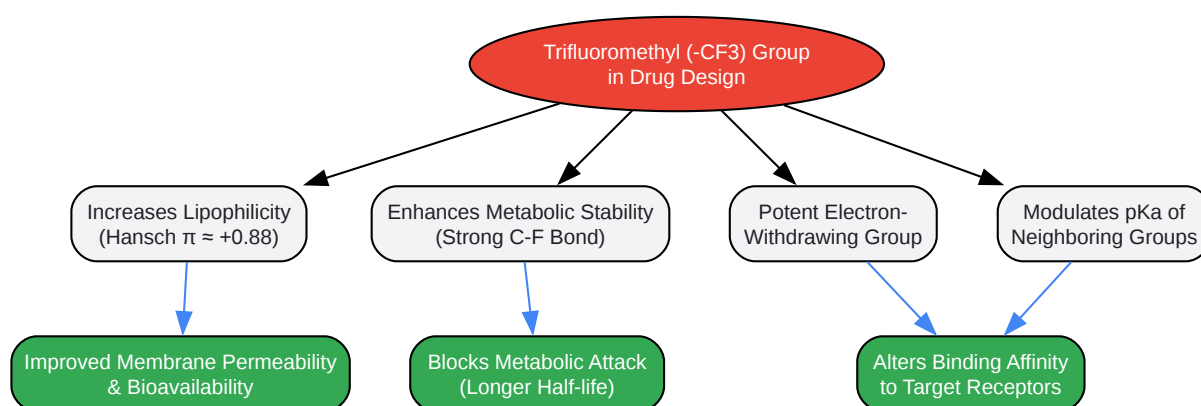 Trifluoromethyl (-CF3) Group
in Drug Design
Increases Lipophilicity
(Hansch π ≈ +0.88)
Enhances Metabolic Stability
(Strong C-F Bond)
Potent Electron-
Withdrawing Group
Modulates pKa of
Neighboring Groups
Improved Membrane Permeability
& Bioavailability
Blocks Metabolic Attack
(Longer Half-life)
Alters Binding Affinity
to Target Receptors